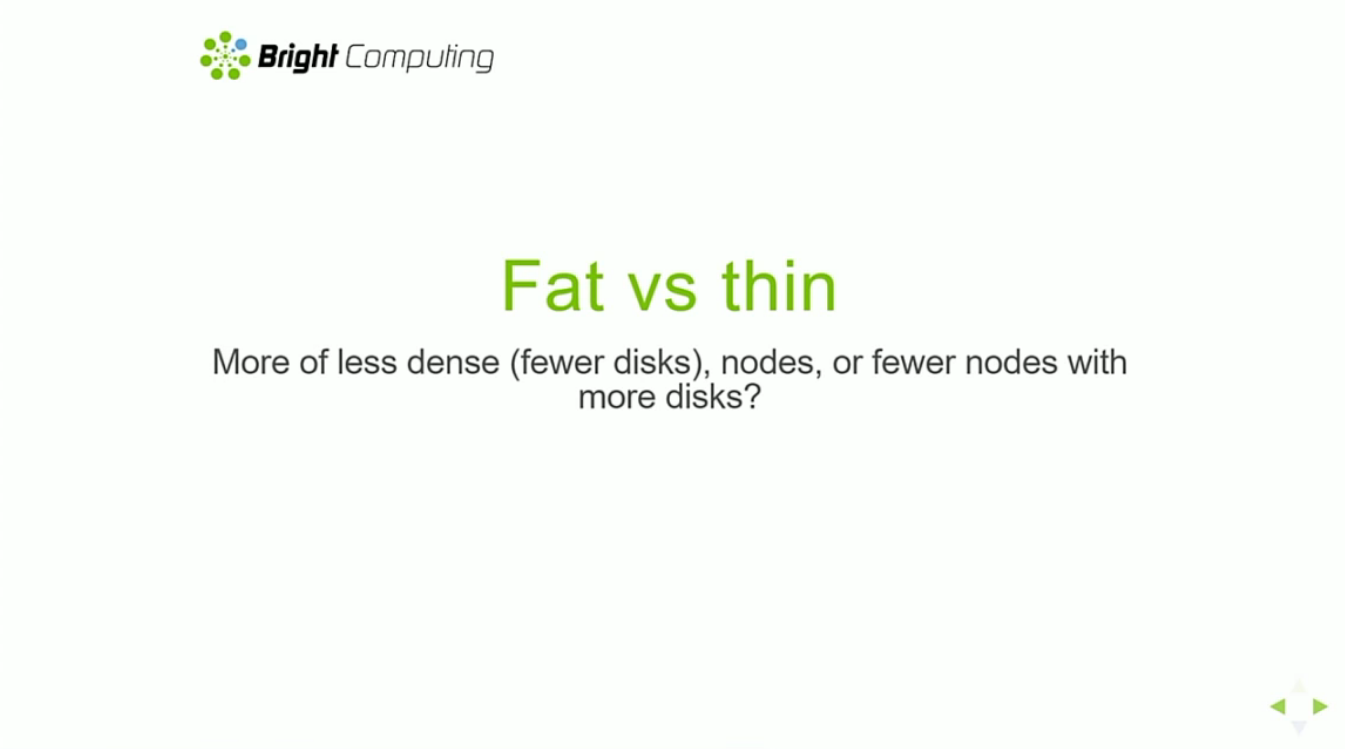 Bright Computing
Fat vs thin
More of less dense (fewer disks), nodes, or fewer nodes with
more disks?